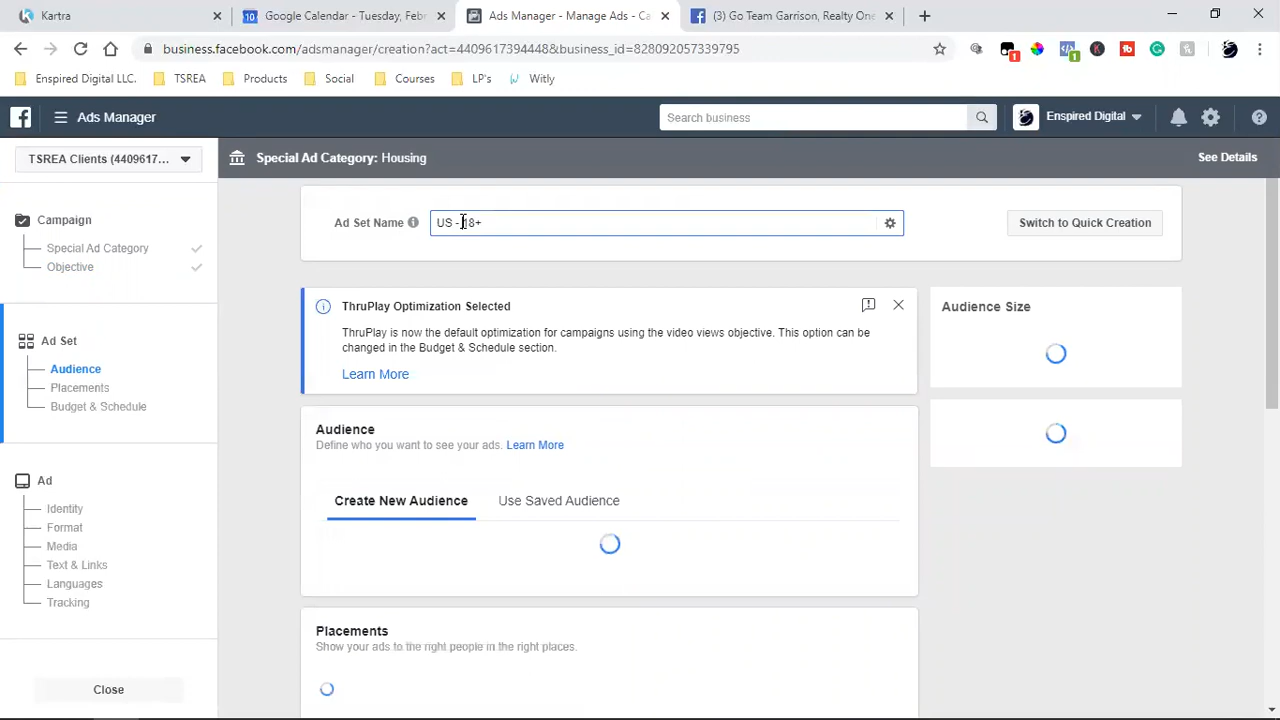 Kartra
Google Calendar - Tuesday, Febru
Ads Manager - Manage Ads - Ca
(3) Go Team Garrison, Realty One
business.facebook.com/adsmanager/creation?act=440961739444​8&business_id=828092057339795
1
1
Enspired Digital LLC.
TSREA
Products
Social
Courses
LP's
Witly
Ads Manager
Search business
Enspired Digital
TSREA Clients (4409617...
Special Ad Category: Housing
See Details
Campaign
Special Ad Category
Objective
Ad Set Name
US - 18+
Switch to Quick Creation
ThruPlay Optimization Selected
ThruPlay is now the default optimization for campaigns using the video views objective. This option can be
changed in the Budget & Schedule section.
Learn More
Audience Size
Ad Set
Audience
Placements
Budget & Schedule
Audience
Define who you want to see your ads. Learn More
Create New Audience
Use Saved Audience
Ad
Identity
Format
Media
Text & Links
Languages
Tracking
Placements
Show your ads to the right people in the right places.
Close